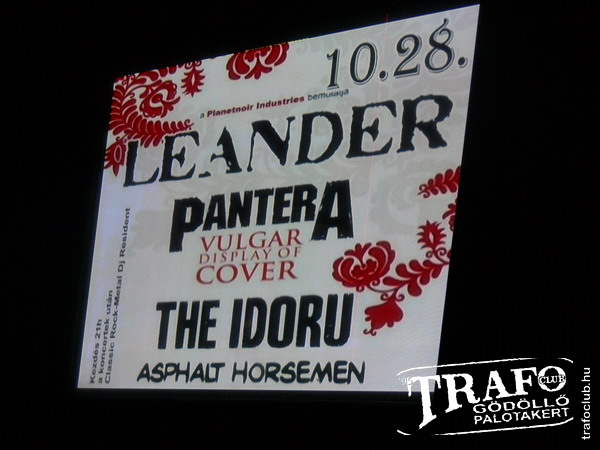 10.28.
a Planetnoir Industries bemutatja
LEANDER
PANTERA
VULGAR
DISPLAY OF
COVER
THE IDORU
ASPHALT HORSEMEN
Kezdés 21h
a koncertek után
Classic Rock-Metal Dj Resident
TRAFO CLUB
GÖDÖLLŐ
PALOTAKERT
trafoclub.hu